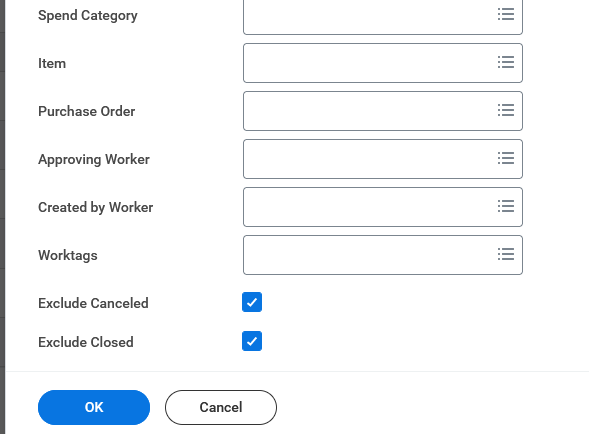 Spend Category
Item
Purchase Order
Approving Worker
Created by Worker
Worktags
Exclude Canceled
Exclude Closed
OK Cancel